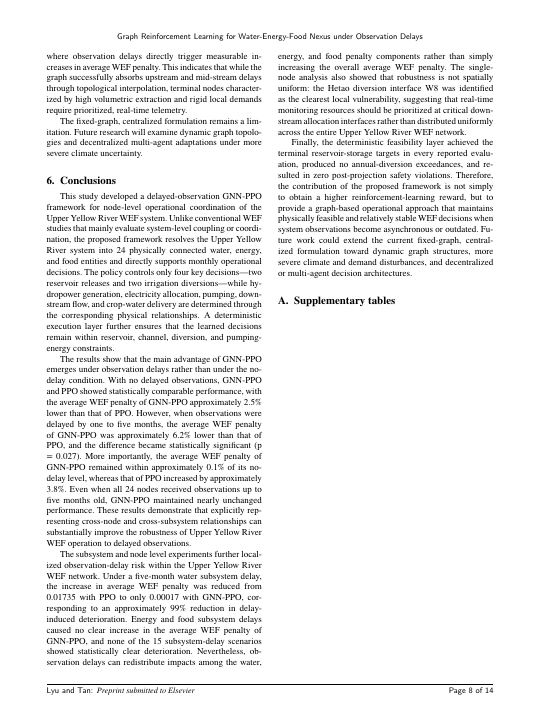 Graph Reinforcement Learning for Water-Energy-Food Nexus under Observation Delays
where observation delays directly trigger measurable in-
creases in average WEF penalty. This indicates that while the
graph successfully absorbs upstream and mid-stream delays
through topological interpolation, terminal nodes character-
ized by high volumetric extraction and rigid local demands
require prioritized, real-time telemetry.
The fixed-graph, centralized formulation remains a lim-
itation. Future research will examine dynamic graph topolo-
gies and decentralized multi-agent adaptations under more
severe climate uncertainty.
6. Conclusions
This study developed a delayed-observation GNN-PPO
framework for node-level operational coordination of the
Upper Yellow River WEF system. Unlike conventional WEF
studies that mainly evaluate system-level coupling or coordi-
nation, the proposed framework resolves the Upper Yellow
River system into 24 physically connected water, energy,
and food entities and directly supports monthly operational
decisions. The policy controls only four key decisions—two
reservoir releases and two irrigation diversions—while hy-
dropower generation, electricity allocation, pumping, down-
stream flow, and crop-water delivery are determined through
the corresponding physical relationships. A deterministic
execution layer further ensures that the learned decisions
remain within reservoir, channel, diversion, and pumping-
energy constraints.
The results show that the main advantage of GNN-PPO
emerges under observation delays rather than under the no-
delay condition. With no delayed observations, GNN-PPO
and PPO showed statistically comparable performance, with
the average WEF penalty of GNN-PPO approximately 2.5%
lower than that of PPO. However, when observations were
delayed by one to five months, the average WEF penalty
of GNN-PPO was approximately 6.2% lower than that of
PPO, and the difference became statistically significant (p
= 0.027). More importantly, the average WEF penalty of
GNN-PPO remained within approximately 0.1% of its no-
delay level, whereas that of PPO increased by approximately
3.8%. Even when all 24 nodes received observations up to
five months old, GNN-PPO maintained nearly unchanged
performance. These results demonstrate that explicitly rep-
resenting cross-node and cross-subsystem relationships can
substantially improve the robustness of Upper Yellow River
WEF operation to delayed observations.
The subsystem and node level experiments further local-
ized observation-delay risk within the Upper Yellow River
WEF network. Under a five-month water subsystem delay,
the increase in average WEF penalty was reduced from
0.01735 with PPO to only 0.00017 with GNN-PPO, cor-
responding to an approximately 99% reduction in delay-
induced deterioration. Energy and food subsystem delays
caused no clear increase in the average WEF penalty of
GNN-PPO, and none of the 15 subsystem-delay scenarios
showed statistically clear deterioration. Nevertheless, ob-
servation delays can redistribute impacts among the water,
energy, and food penalty components rather than simply
increasing the overall average WEF penalty. The single-
node analysis also showed that robustness is not spatially
uniform: the Hetao diversion interface W8 was identified
as the clearest local vulnerability, suggesting that real-time
monitoring resources should be prioritized at critical down-
stream allocation interfaces rather than distributed uniformly
across the entire Upper Yellow River WEF network.
Finally, the deterministic feasibility layer achieved the
terminal reservoir-storage targets in every reported evalu-
ation, produced no annual-diversion exceedances, and re-
sulted in zero post-projection safety violations. Therefore,
the contribution of the proposed framework is not simply
to obtain a higher reinforcement-learning reward, but to
provide a graph-based operational approach that maintains
physically feasible and relatively stable WEF decisions when
system observations become asynchronous or outdated. Fu-
ture work could extend the current fixed-graph, central-
ized formulation toward dynamic graph structures, more
severe climate and demand disturbances, and decentralized
or multi-agent decision architectures.
A. Supplementary tables
Lyu and Tan: Preprint submitted to Elsevier
Page 8 of 14